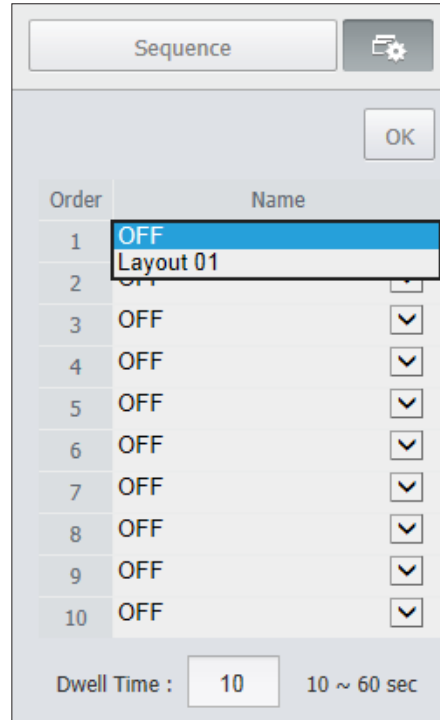 Sequence
OK
Order Name
1 OFF
Layout 01
2 OFF
3 OFF
4 OFF
5 OFF
6 OFF
7 OFF
8 OFF
9 OFF
10 OFF
Dwell Time : 10 10 ~ 60 sec